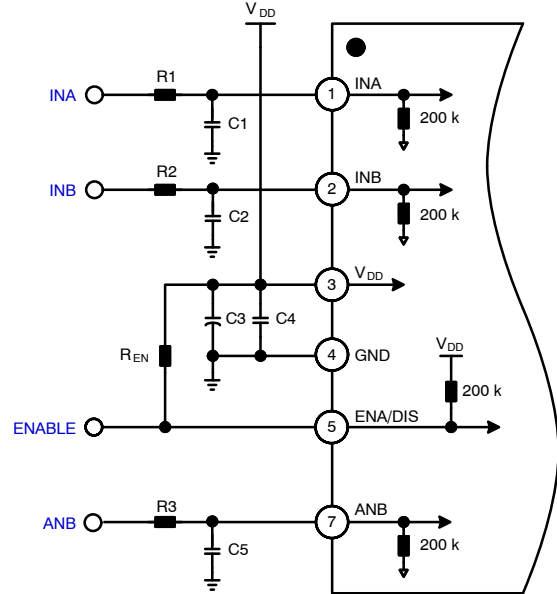 VDD
R1
INA
INA
1
C1
200 k
R2
INB
INB
2
C2
200 k
3
VDD
C3
C4
REN
4
GND
VDD
200 k
ENABLE
5
ENA/DIS
R3
ANB
7
ANB
C5
200 k